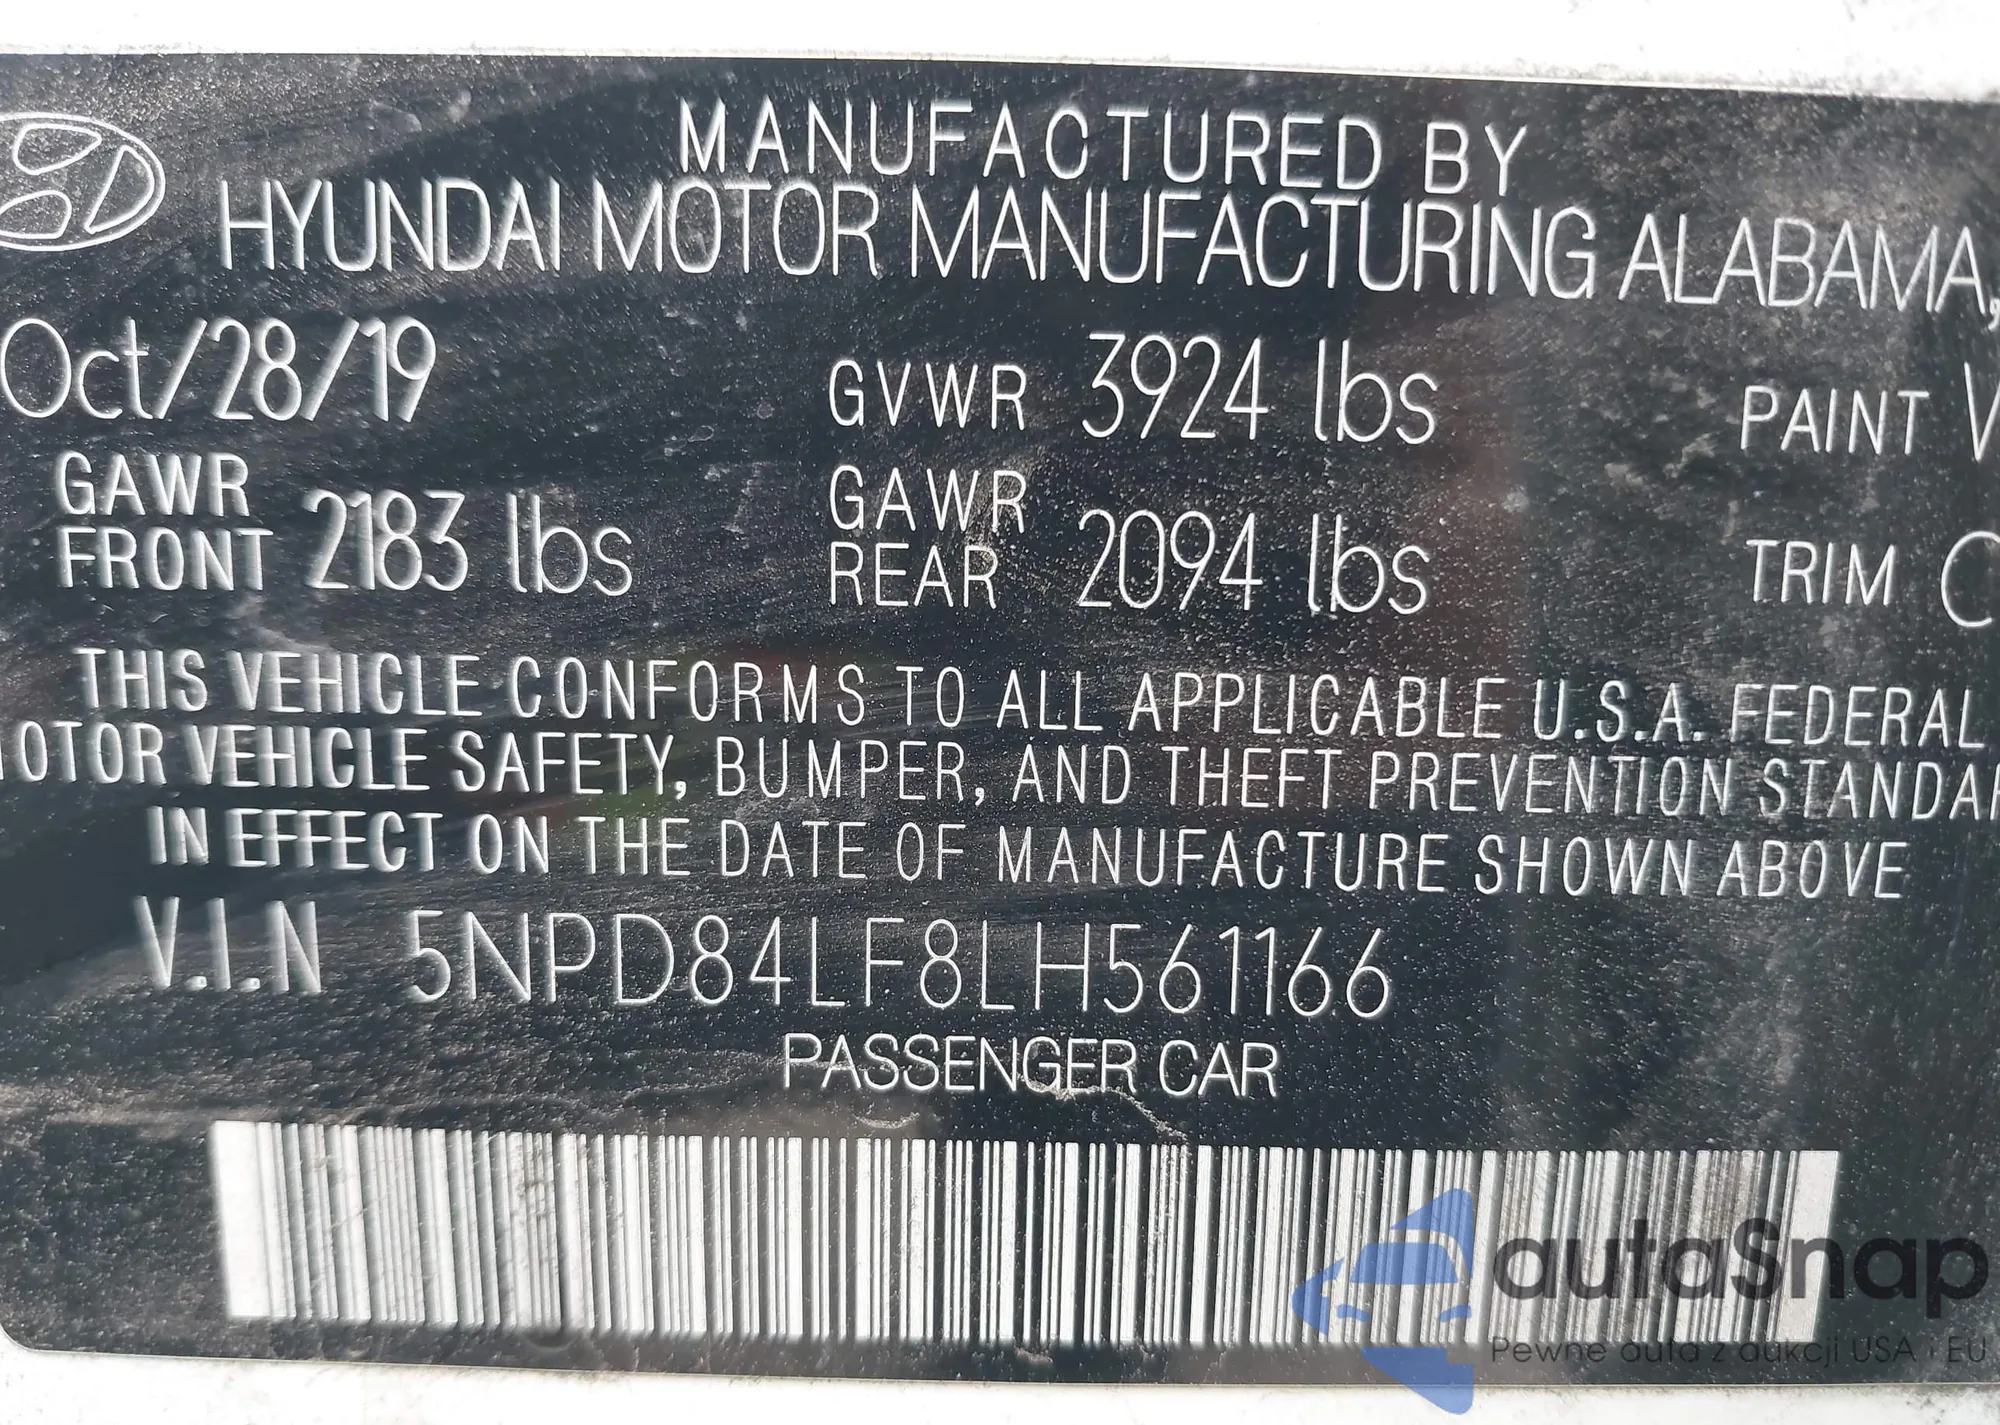 MANUFACTURED BY
HYUNDAI MOTOR MANUFACTURING ALABAMA,
Oct/28/19 GVWR 3924 lbs PAINT V
GAWR FRONT 2183 lbs GAWR REAR 2094 lbs TRIM C
THIS VEHICLE CONFORMS TO ALL APPLICABLE U.S.A. FEDERAL
MOTOR VEHICLE SAFETY, BUMPER, AND THEFT PREVENTION STANDAR
IN EFFECT ON THE DATE OF MANUFACTURE SHOWN ABOVE
V.I.N 5NPD84LF8LH561166
PASSENGER CAR
autaSnap
Pewne auta z aukcji USA i EU